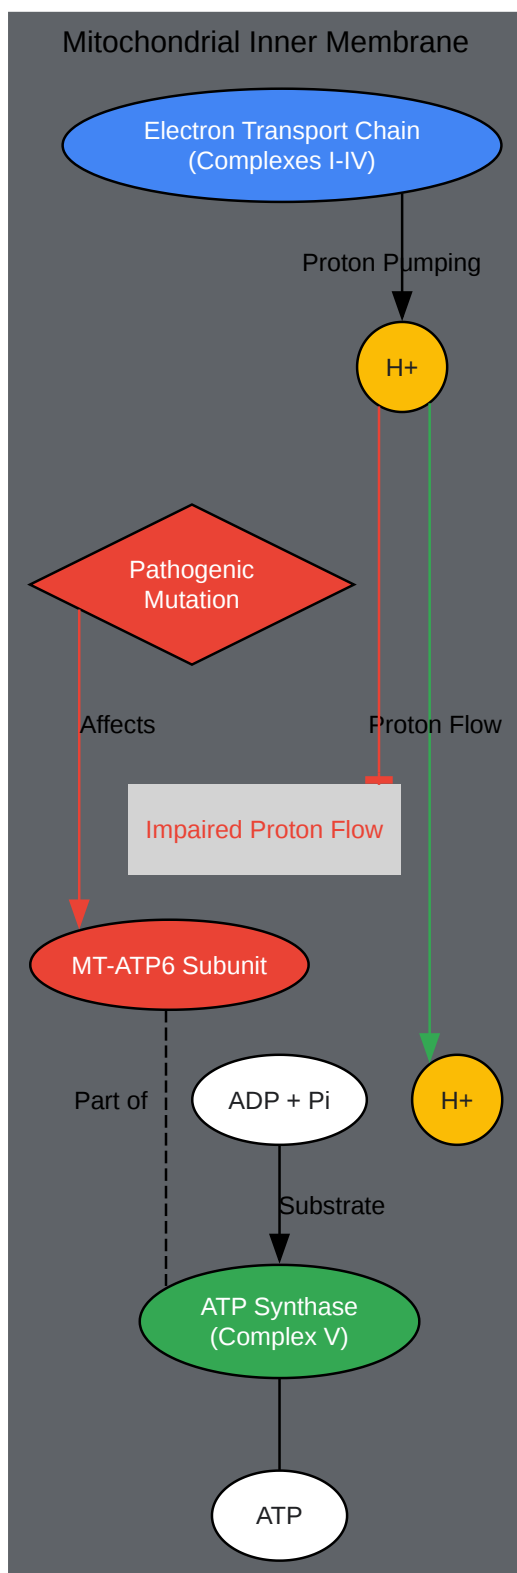 Mitochondrial Inner Membrane
Electron Transport Chain
(Complexes I-IV)
Proton Pumping
H+
Pathogenic
Mutation
Affects
Proton Flow
Impaired Proton Flow
MT-ATP6 Subunit
Part of
ADP + Pi
H+
Substrate
ATP Synthase
(Complex V)
ATP